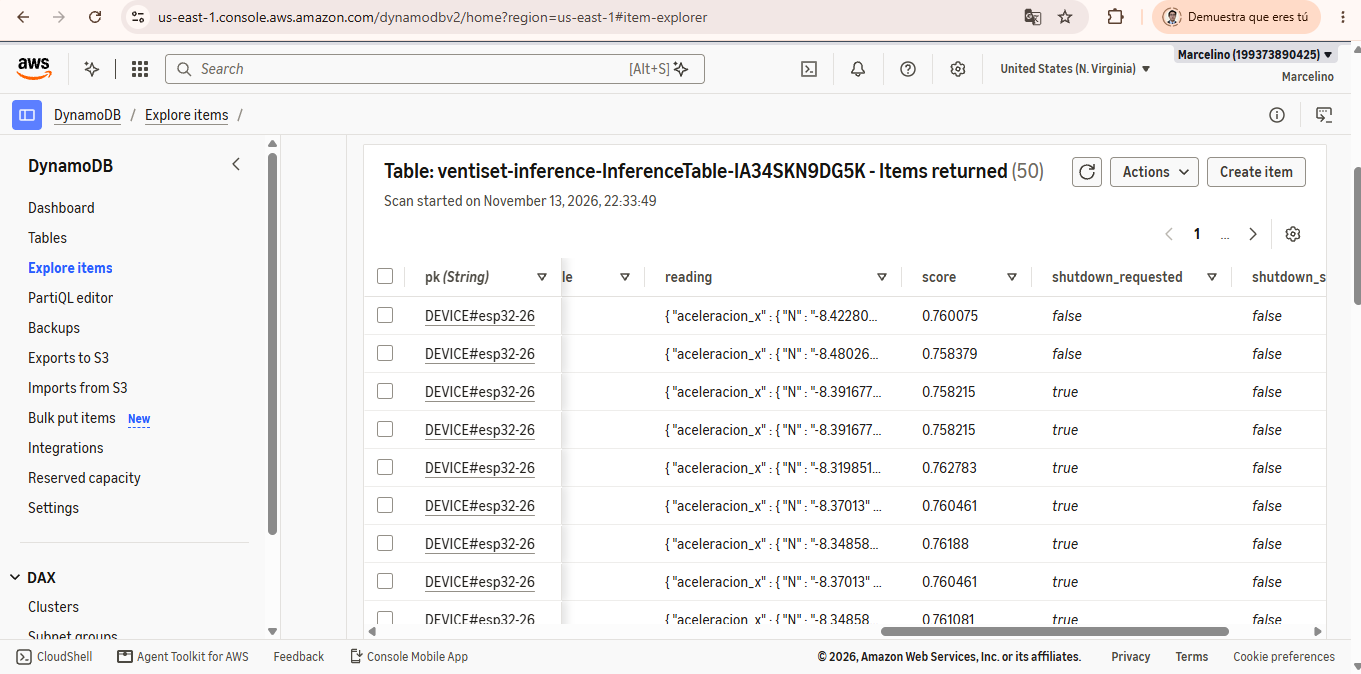 us-east-1.console.aws.amazon.com/dynamodbv2/home?region=us-east-1#item-explorer
Demuestra que eres tú
aws
Search
[Alt+S]
United States (N. Virginia)
Marcelino (199373890425)
Marcelino
DynamoDB / Explore items /
DynamoDB
Dashboard
Tables
Explore items
PartiQL editor
Backups
Exports to S3
Imports from S3
Bulk put items New
Integrations
Reserved capacity
Settings
DAX
Clusters
Subnet groups
Table: ventiset-inference-InferenceTable-IA34SKN9DG5K - Items returned (50)
Actions
Create item
Scan started on November 13, 2026, 22:33:49
1 ...
pk (String) le reading score shutdown_requested shutdown_s
DEVICE#esp32-26 { "aceleracion_x" : { "N" : "-8.42280... 0.760075 false false
DEVICE#esp32-26 { "aceleracion_x" : { "N" : "-8.48026... 0.758379 false false
DEVICE#esp32-26 { "aceleracion_x" : { "N" : "-8.391677... 0.758215 true false
DEVICE#esp32-26 { "aceleracion_x" : { "N" : "-8.391677... 0.758215 true false
DEVICE#esp32-26 { "aceleracion_x" : { "N" : "-8.319851... 0.762783 true false
DEVICE#esp32-26 { "aceleracion_x" : { "N" : "-8.37013" ... 0.760461 true false
DEVICE#esp32-26 { "aceleracion_x" : { "N" : "-8.34858... 0.76188 true false
DEVICE#esp32-26 { "aceleracion_x" : { "N" : "-8.37013" ... 0.760461 true false
DEVICE#esp32-26 { "aceleracion_x" : { "N" : "-8.34858 0.761081 true false
CloudShell
Agent Toolkit for AWS
Feedback
Console Mobile App
© 2026, Amazon Web Services, Inc. or its affiliates.
Privacy
Terms
Cookie preferences